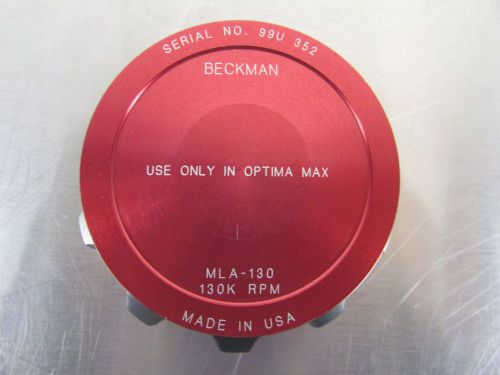 SERIAL NO. 99U 352
BECKMAN
USE ONLY IN OPTIMA MAX
MLA-130
130K RPM
MADE IN USA